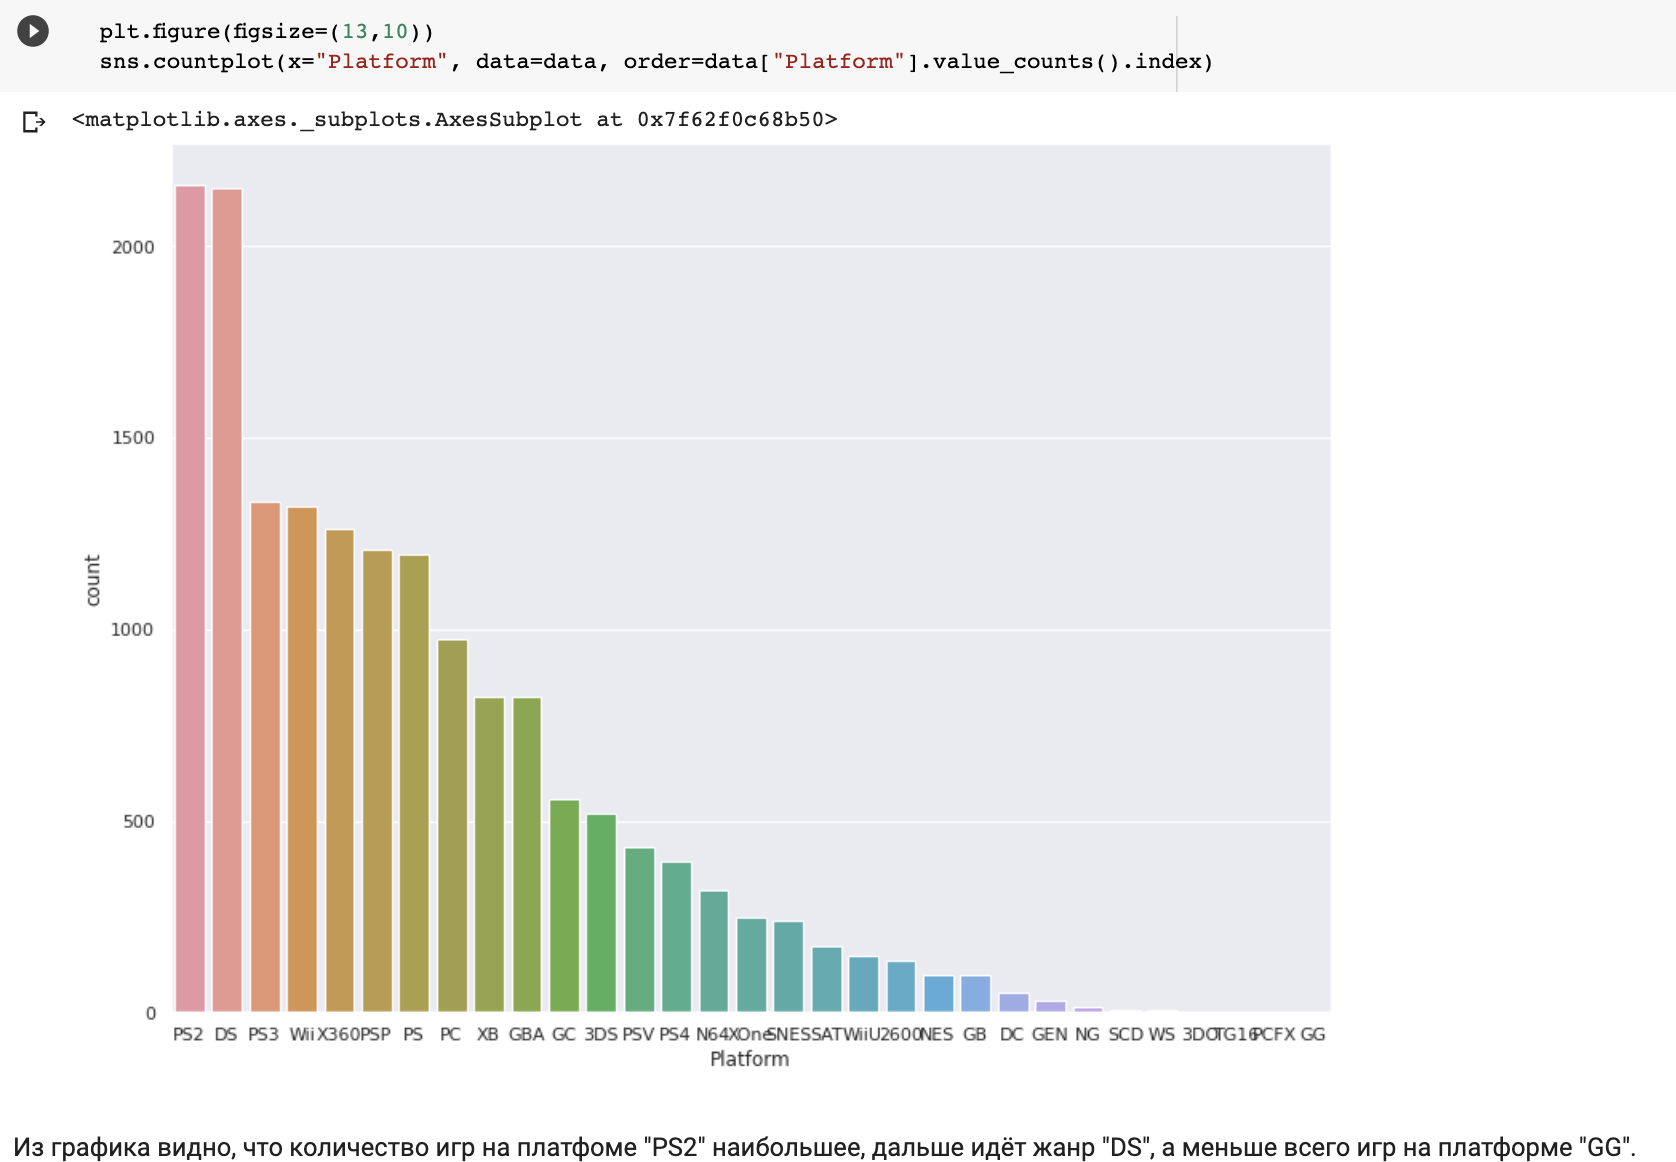 plt.figure(figsize=(13,10))
sns.countplot(x="Platform", data=data, order=data["Platform"].value_counts().index)
<matplotlib.axes._subplots.AxesSubplot at 0x7f62f0c68b50>
2000
1500
1000
500
0
count
PS2 DS PS3 Wii X360 PSP PS PC XB GBA GC 3DS PSV PS4 N64 XOne SNES SAT WiiU 2600 NES GB DC GEN NG SCD WS 3DO TG16 PCFX GG
Platform
Из графика видно, что количество игр на платфоме "PS2" наибольшее, дальше идёт жанр "DS", а меньше всего игр на платформе "GG".